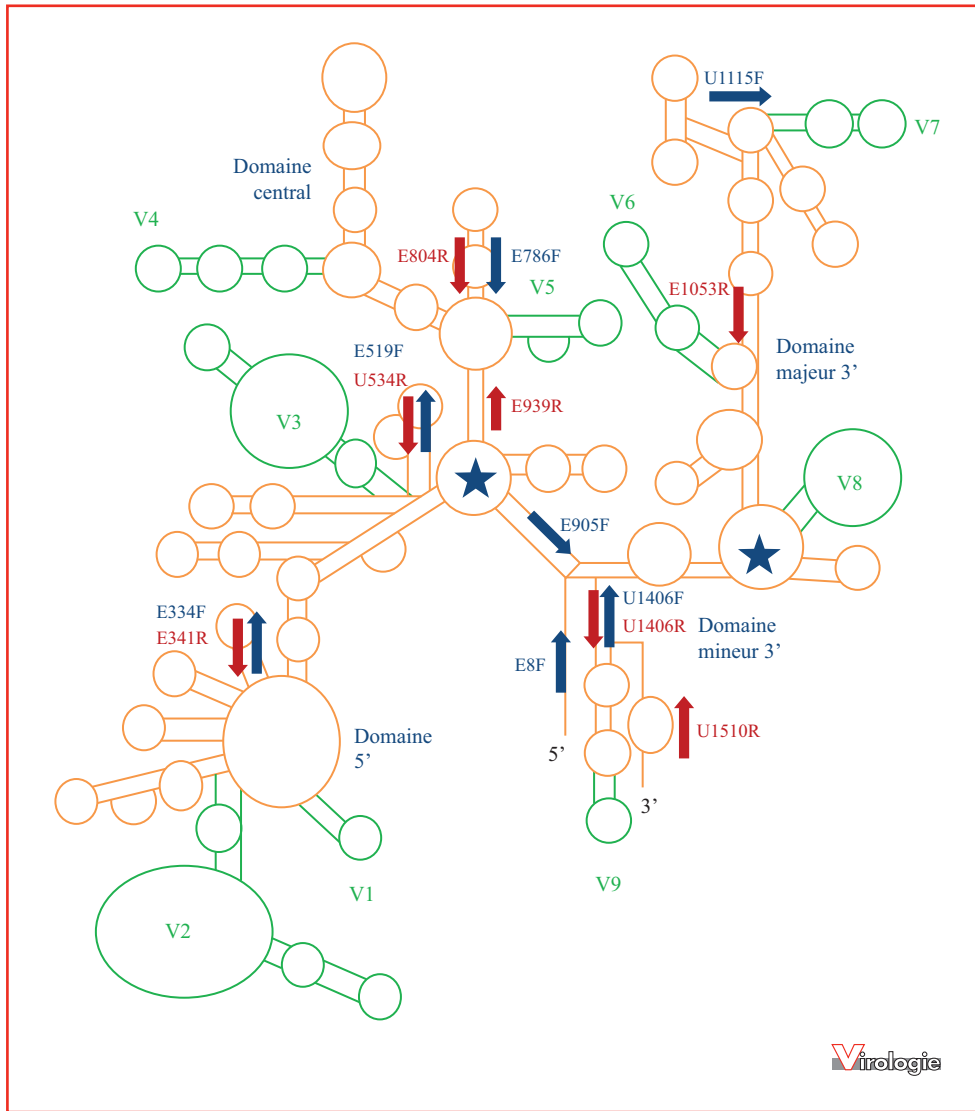 U1115F
V7
Domaine
central
V6
V4
E804R
E786F
V5
E1053R
E519F
U534R
Domaine
majeur 3’
E939R
V3
V8
E905F
E334F
E341R
U1406F
U1406R
Domaine
mineur 3’
E8F
Domaine
5’
U1510R
5’
3’
V1
V9
V2
Virologie